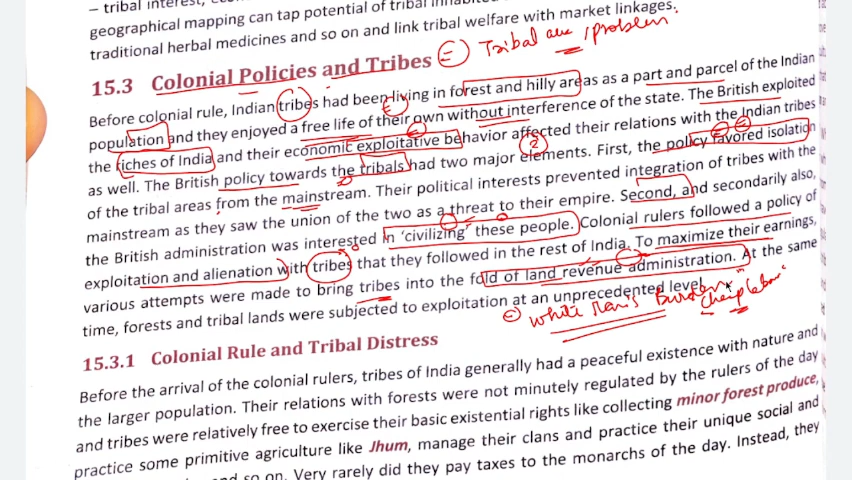 – tribal interest,
geographical mapping can tap potential of tribal
traditional herbal medicines and so on and link tribal welfare with market linkages.
E Tribal are / problem
15.3 Colonial Policies and Tribes
Before colonial rule, Indian tribes had been living in forest and hilly areas as a part and parcel of the Indian
population and they enjoyed a free life of their own without interference of the state. The British exploited
the riches of India and their economic exploitative behavior affected their relations with the Indian tribes
as well. The British policy towards the tribals had two major elements. First, the policy favored isolation
of the tribal areas from the mainstream. Their political interests prevented integration of tribes with the
mainstream as they saw the union of the two as a threat to their empire. Second, and secondarily also,
the British administration was interested in 'civilizing' these people. Colonial rulers followed a policy of
exploitation and alienation with tribes that they followed in the rest of India. To maximize their earnings,
various attempts were made to bring tribes into the fold of land revenue administration. At the same
time, forests and tribal lands were subjected to exploitation at an unprecedented level.
E White Man's Burden "Cheap labour"
15.3.1 Colonial Rule and Tribal Distress
Before the arrival of the colonial rulers, tribes of India generally had a peaceful existence with nature and
the larger population. Their relations with forests were not minutely regulated by the rulers of the day
and tribes were relatively free to exercise their basic existential rights like collecting minor forest produce,
practice some primitive agriculture like Jhum, manage their clans and practice their unique social and
and so on. Very rarely did they pay taxes to the monarchs of the day. Instead, they